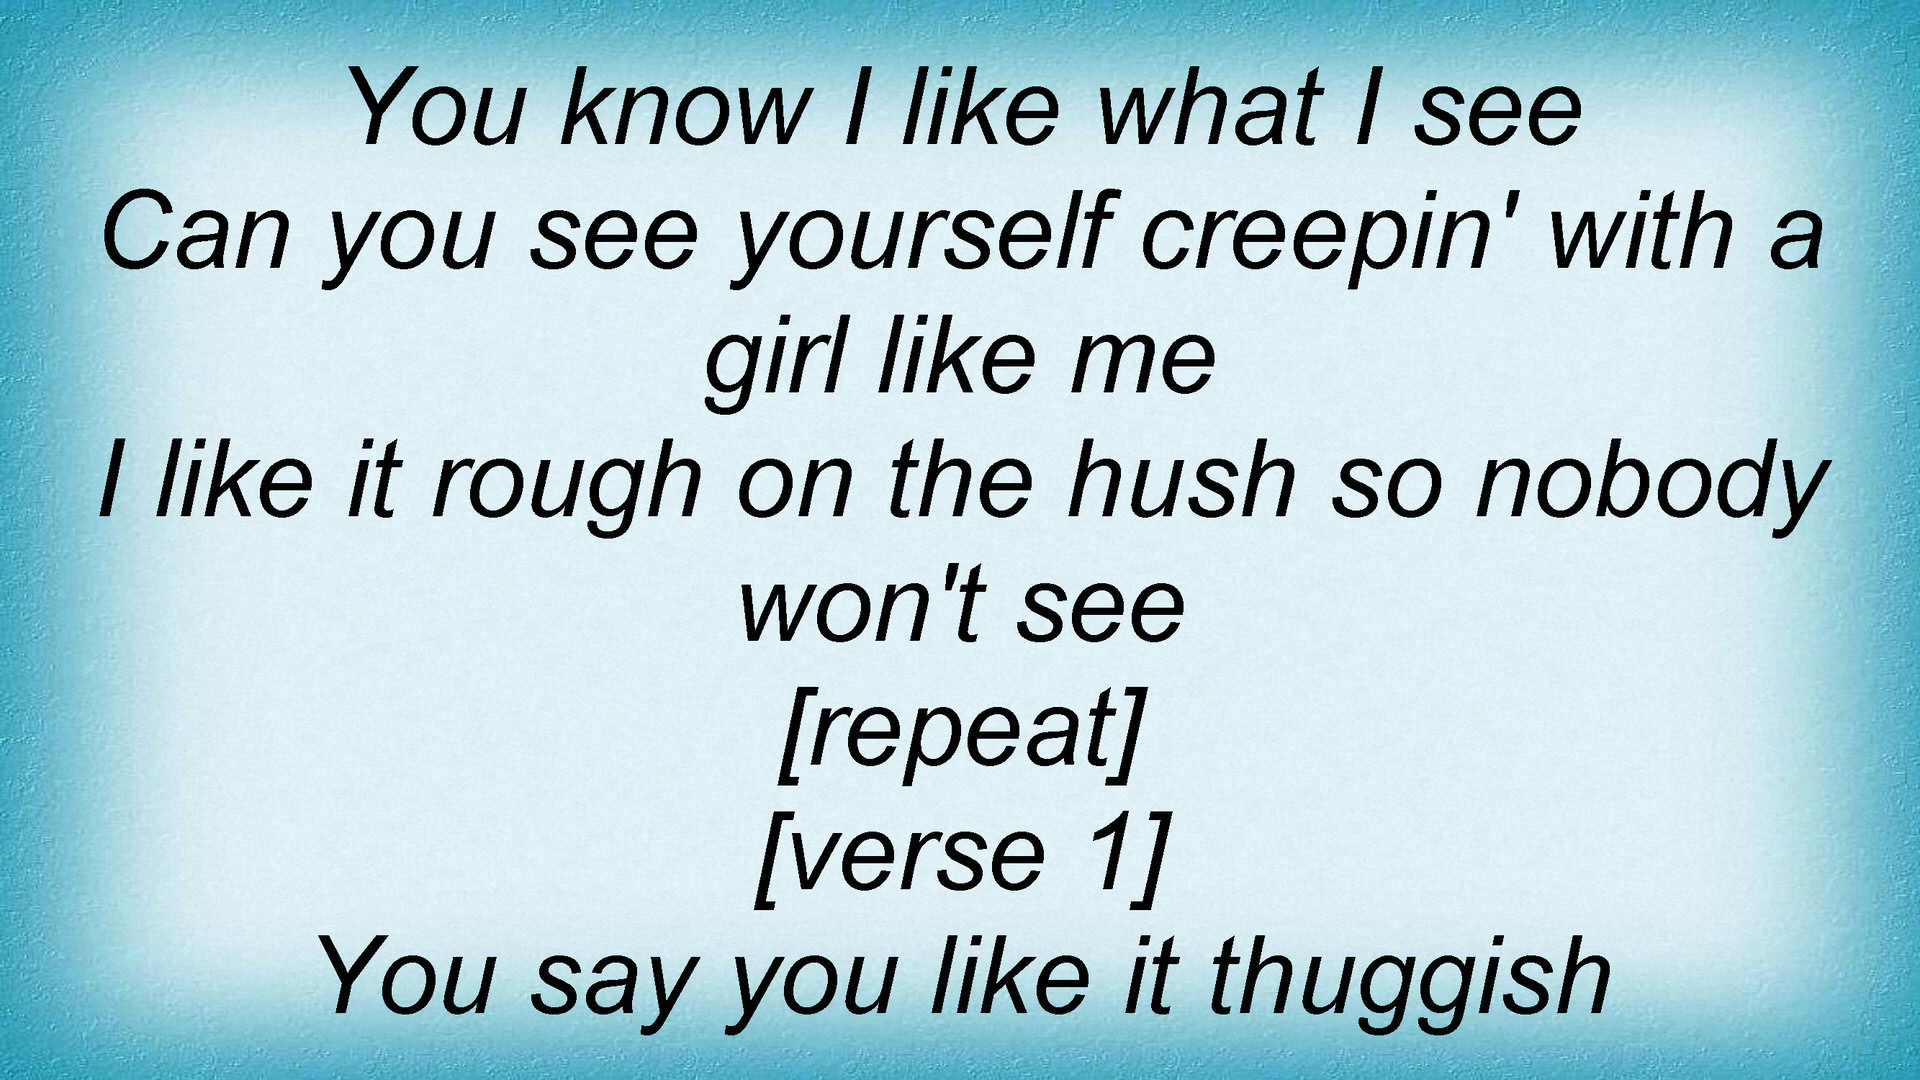 You know I like what I see
Can you see yourself creepin' with a
girl like me
I like it rough on the hush so nobody
won't see
[repeat]
[verse 1]
You say you like it thuggish